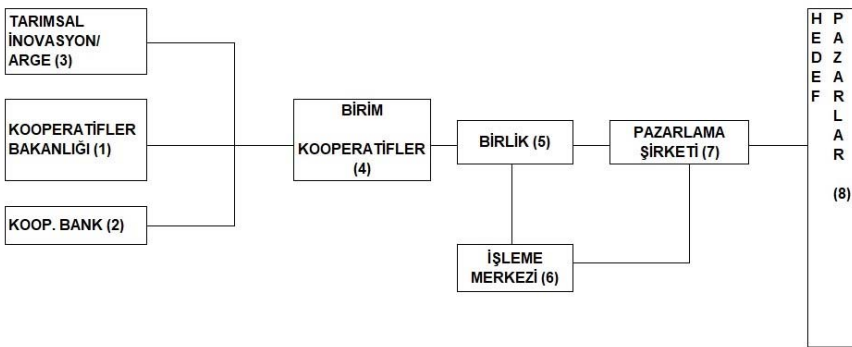 TARIMSAL
İNOVASYON/
ARGE (3)
KOOPERATİFLER
BAKANLIĞI (1)
KOOP. BANK (2)
BİRİM
KOOPERATİFLER
(4)
BİRLİK (5)
İŞLEME
MERKEZİ (6)
PAZARLAMA
ŞİRKETİ (7)
HEDEF
PAZARLAR
(8)